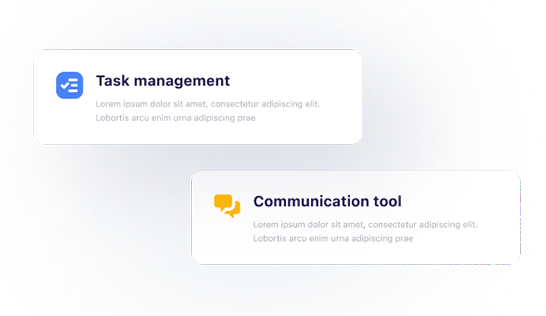 Task management
Lorem ipsum dolor sit amet, consectetur adipiscing elit.
Lobortis arcu enim urna adipiscing prae
Communication tool
Lorem ipsum dolor sit amet, consectetur adipiscing elit.
Lobortis arcu enim urna adipiscing prae